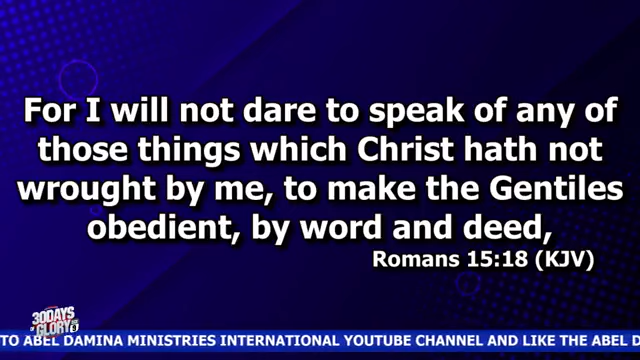 For I will not dare to speak of any of
those things which Christ hath not
wrought by me, to make the Gentiles
obedient, by word and deed,
Romans 15:18 (KJV)
30DAYS
OF GLORY
TO ABEL DAMINA MINISTRIES INTERNATIONAL YOUTUBE CHANNEL AND LIKE THE ABEL D